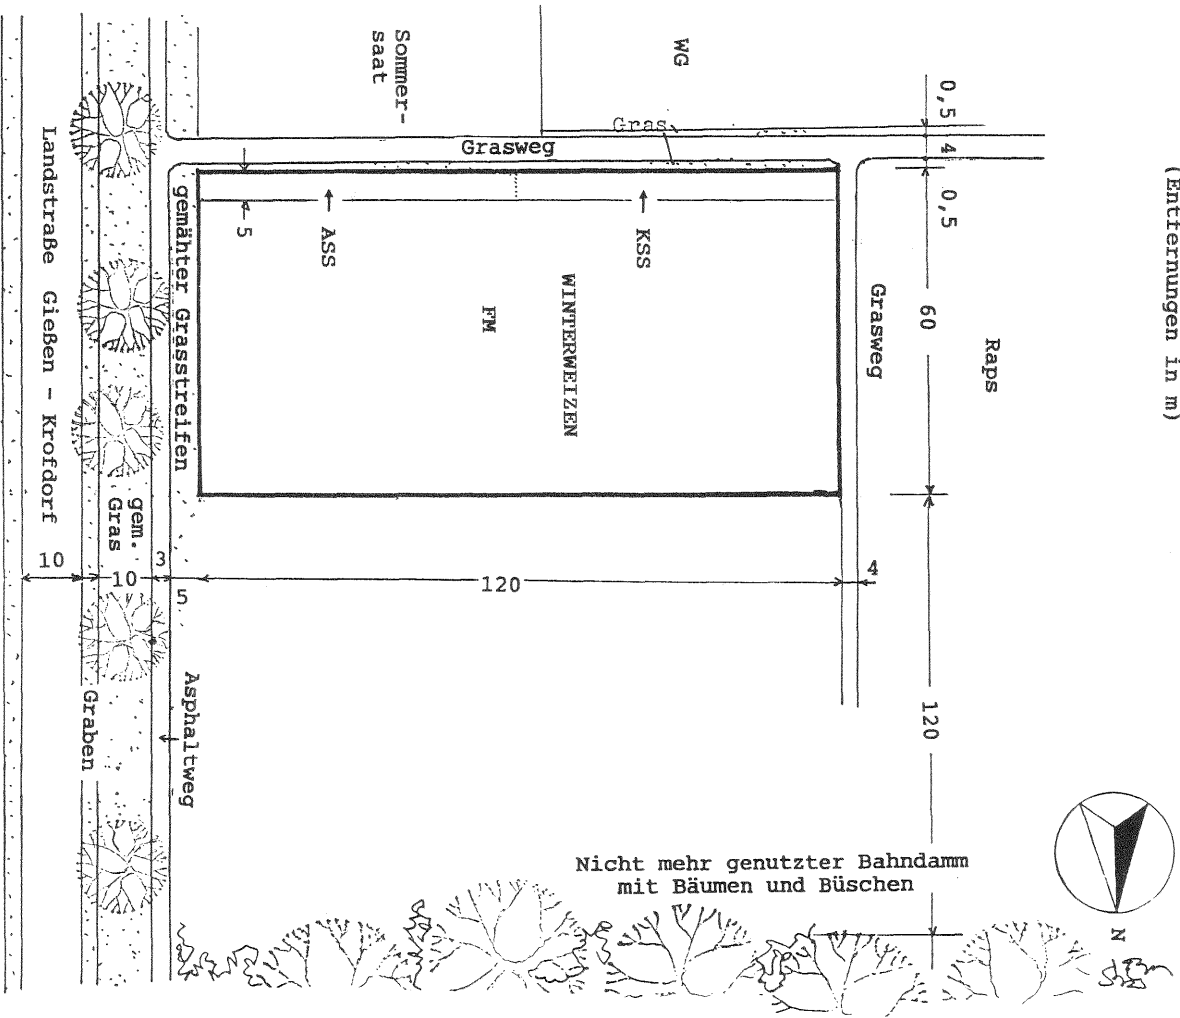 (Entfernungen in m)
Sommer-
saat
WG
0,5
Gras
4
Grasweg
0,5
5
ASS
KSS
gemähter Grasstreifen
FM
WINTERWEIZEN
Grasweg
60
Raps
Landstraße Gießen - Krofdorf
gem.
Gras
10
10
3
5
120
4
120
Graben
Asphaltweg
Nicht mehr genutzter Bahndamm
mit Bäumen und Büschen
N